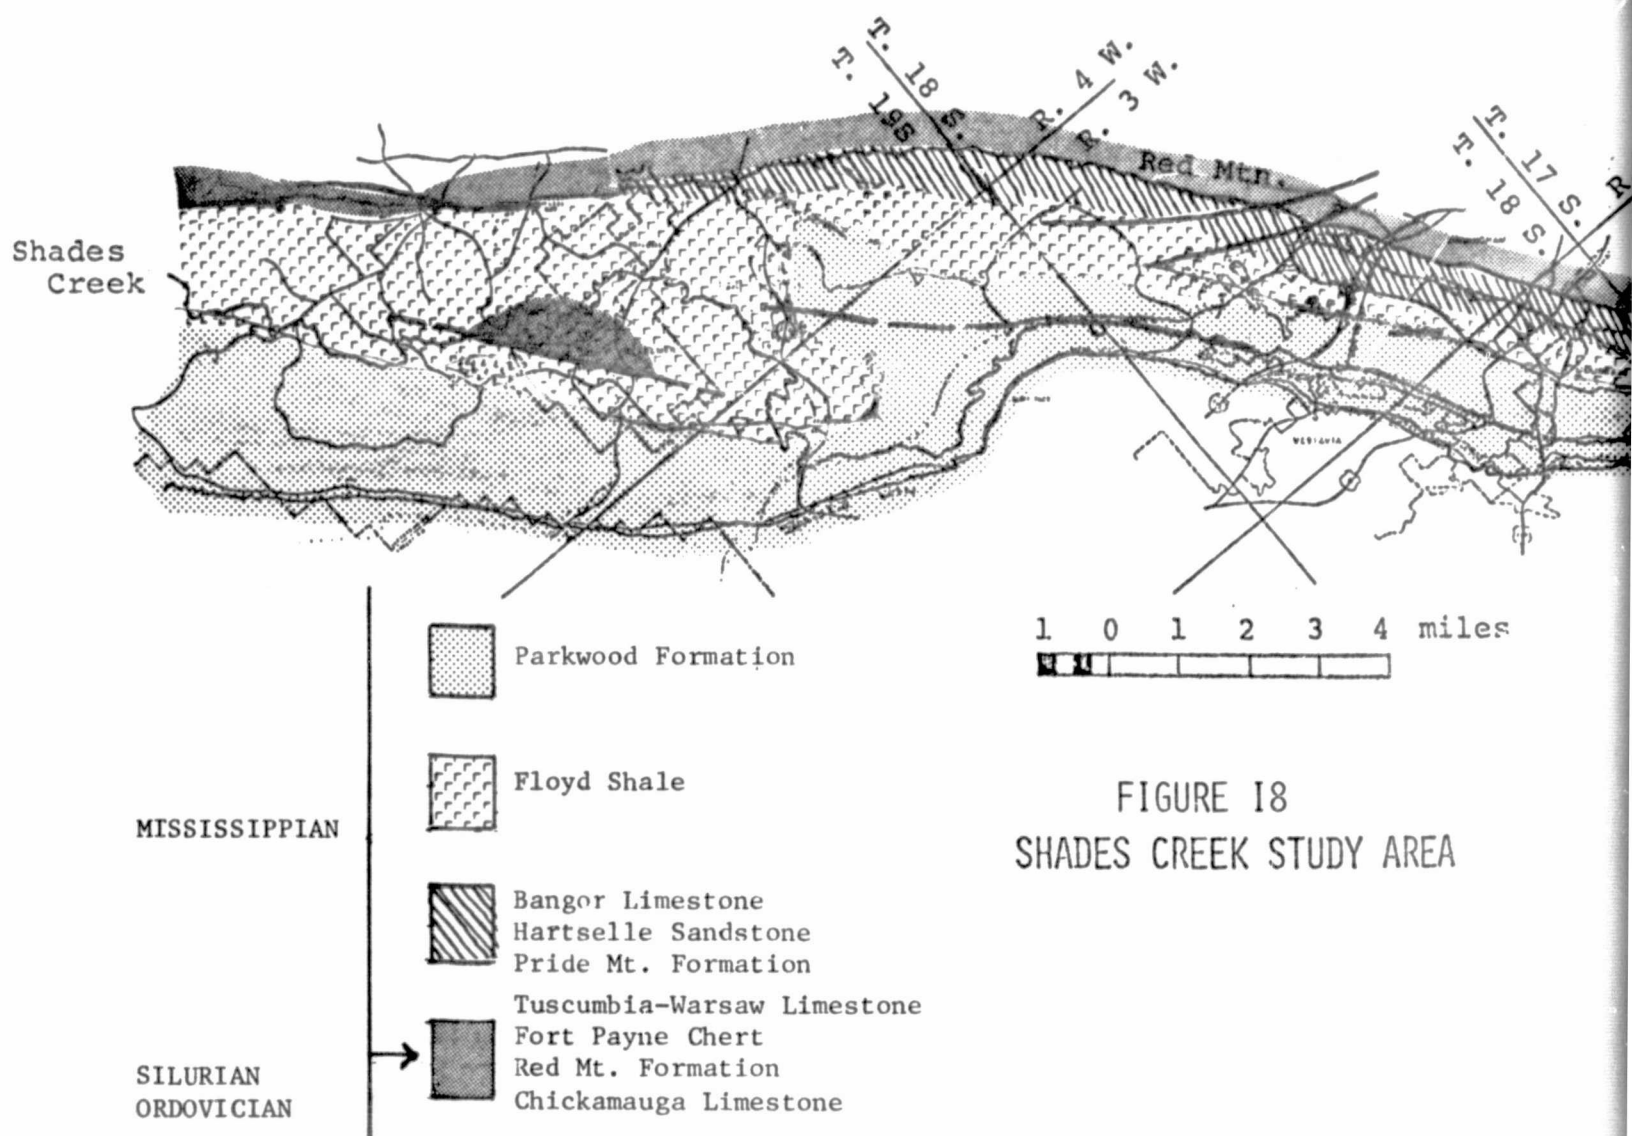 T. 18 S.
T. 19S
R. 4 W.
R. 3 W.
Red Mtn.
T. 17 S.
T. 18 S.
R
Shades
Creek
1 0 1 2 3 4 miles
Parkwood Formation
Floyd Shale
MISSISSIPPIAN
Bangor Limestone
Hartselle Sandstone
Pride Mt. Formation
Tuscumbia-Warsaw Limestone
Fort Payne Chert
Red Mt. Formation
Chickamauga Limestone
SILURIAN
ORDOVICIAN
FIGURE I8
SHADES CREEK STUDY AREA